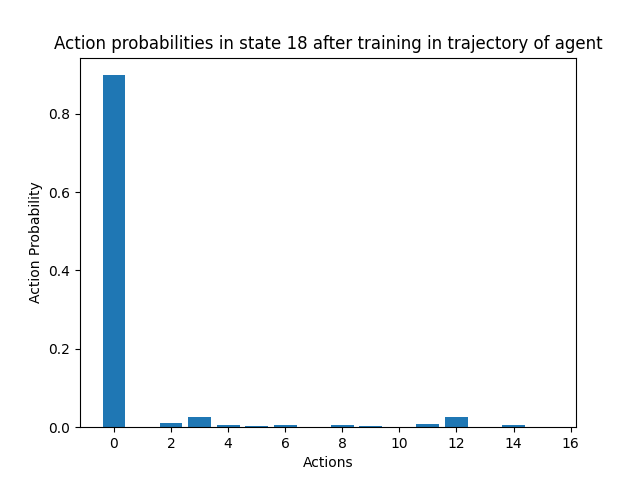 Action probabilities in state 18 after training in trajectory of agent
Action Probability
0.8
0.6
0.4
0.2
0.0
0 2 4 6 8 10 12 14 16
Actions